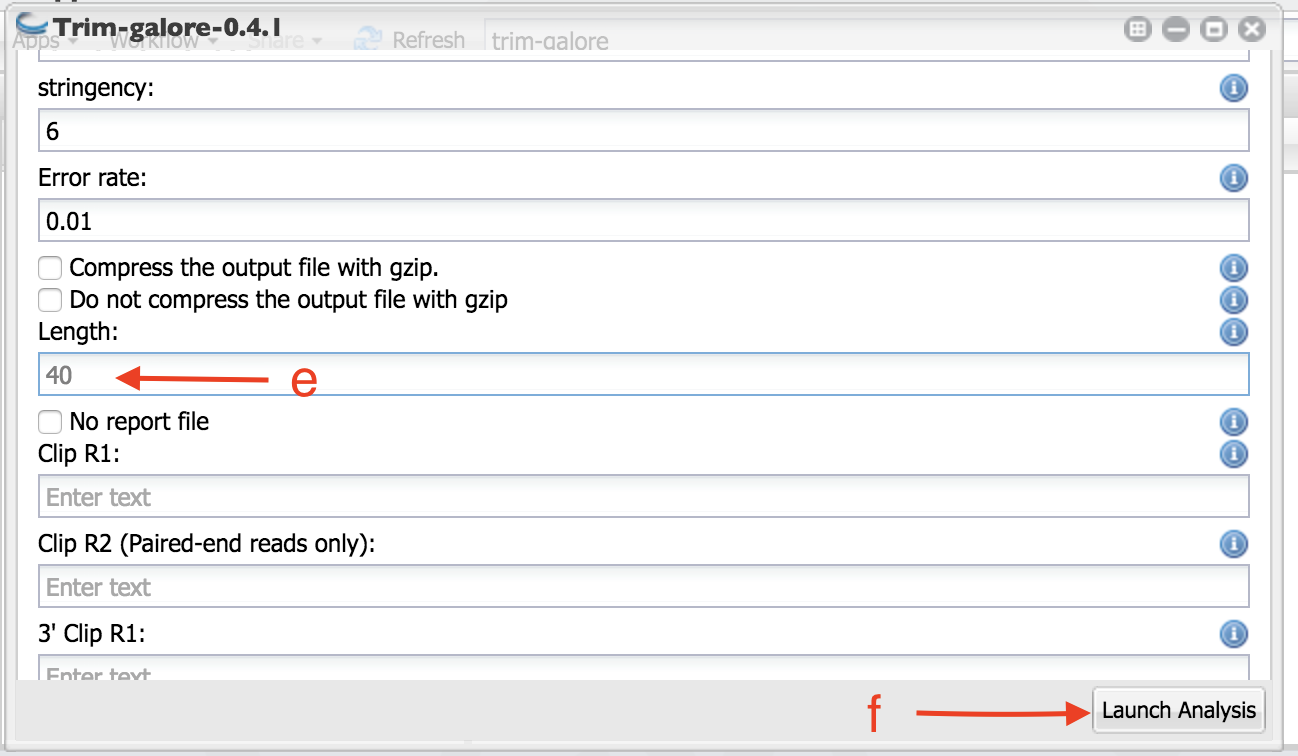 Trim-galore-0.4.1
Apps Workflow Share Refresh trim-galore
stringency:
6
Error rate:
0.01
Compress the output file with gzip.
Do not compress the output file with gzip
Length:
40
e
No report file
Clip R1:
Enter text
Clip R2 (Paired-end reads only):
Enter text
3' Clip R1:
Enter text
f
Launch Analysis